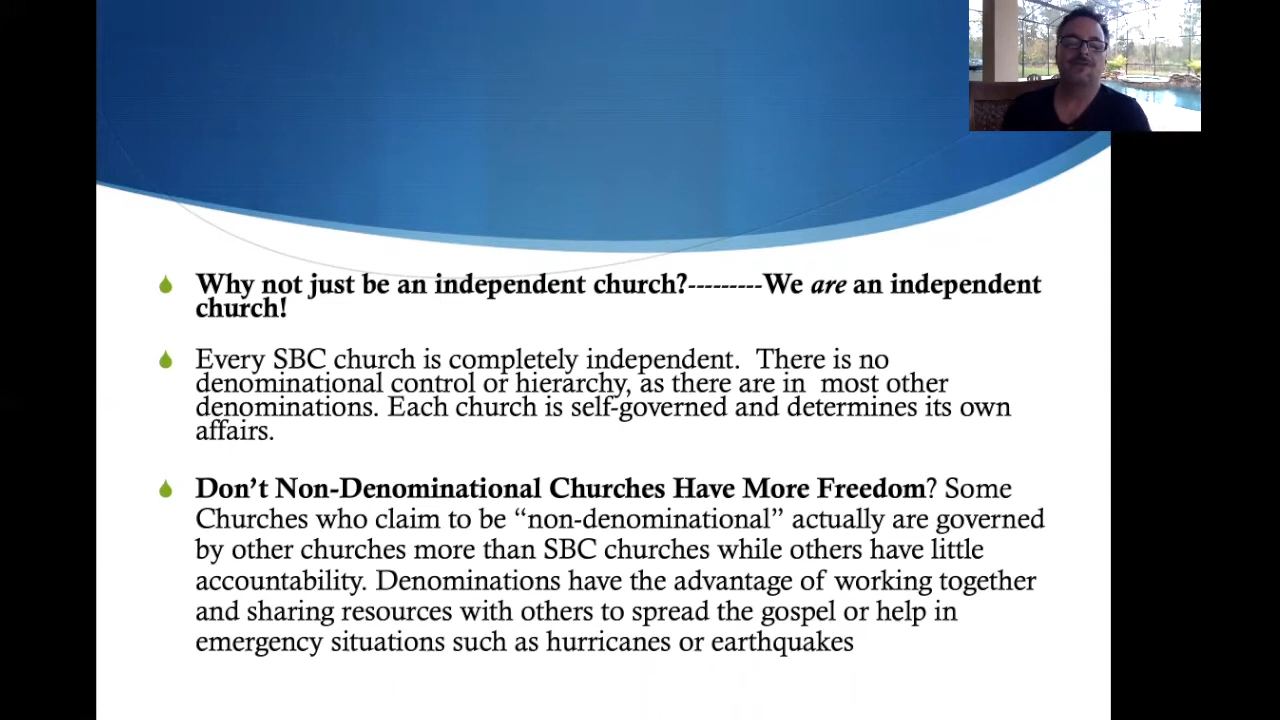 Why not just be an independent church?---------We are an independent
church!
Every SBC church is completely independent.  There is no
denominational control or hierarchy, as there are in  most other
denominations. Each church is self-governed and determines its own
affairs.
Don’t Non-Denominational Churches Have More Freedom? Some
Churches who claim to be “non-denominational” actually are governed
by other churches more than SBC churches while others have little
accountability. Denominations have the advantage of working together
and sharing resources with others to spread the gospel or help in
emergency situations such as hurricanes or earthquakes